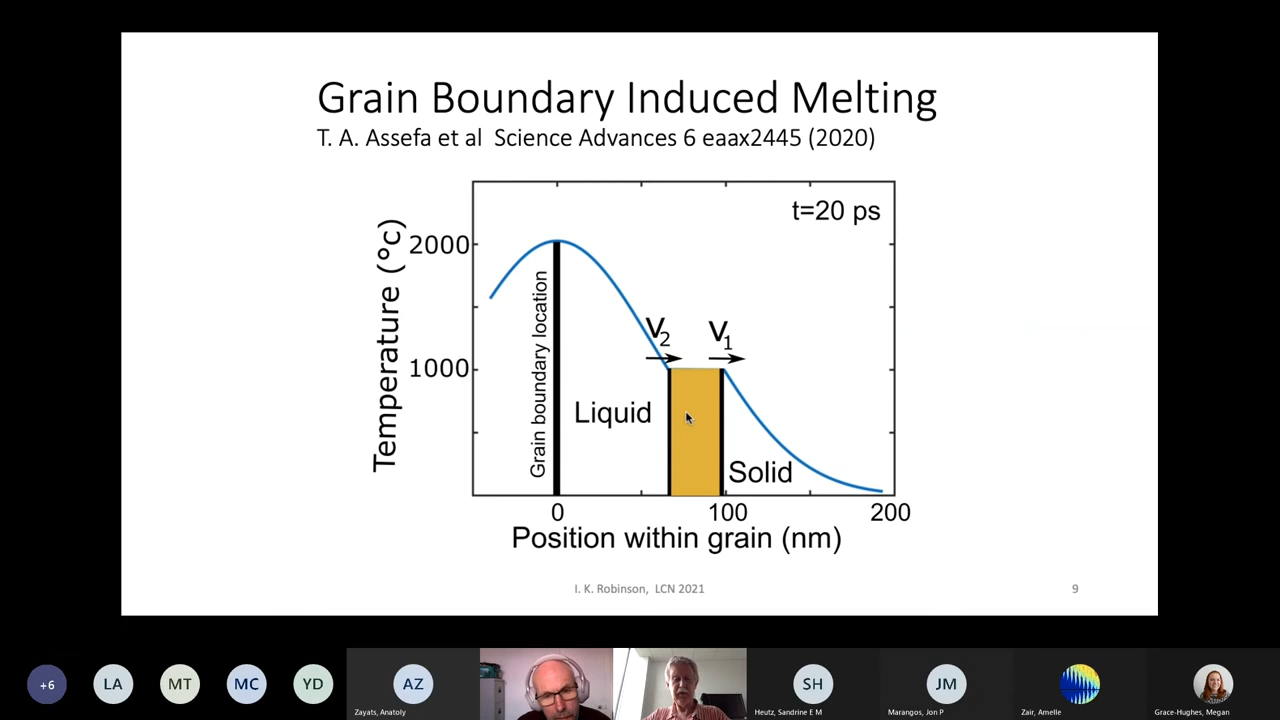 Grain Boundary Induced Melting
T. A. Assefa et al Science Advances 6 eaax2445 (2020)
t=20 ps
Temperature (°c)
2000
1000
Grain boundary location
V2
V1
Liquid
Solid
0
100
200
Position within grain (nm)
I. K. Robinson, LCN 2021
9
+6
LA
MT
MC
YD
AZ
Zayats, Anatoly
SH
Heutz, Sandrine E M
JM
Marangos, Jon P
Zair, Amelle
Grace-Hughes, Megan